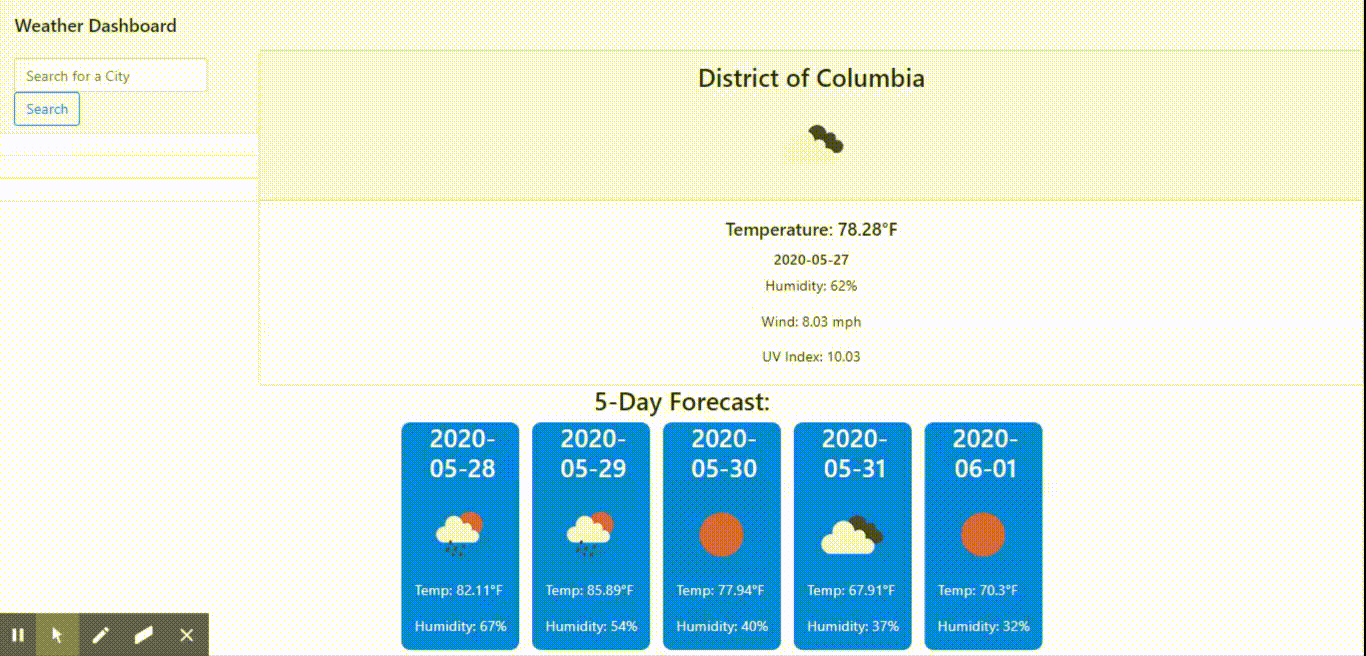 Weather Dashboard
Search for a City
Search
District of Columbia
Temperature: 78.28°F
2020-05-27
Humidity: 62%
Wind: 8.03 mph
UV Index: 10.03
5-Day Forecast:
2020-
05-28
Temp: 82.11°F
Humidity: 67%
2020-
05-29
Temp: 85.89°F
Humidity: 54%
2020-
05-30
Temp: 77.94°F
Humidity: 40%
2020-
05-31
Temp: 67.91°F
Humidity: 37%
2020-
06-01
Temp: 70.3°F
Humidity: 32%